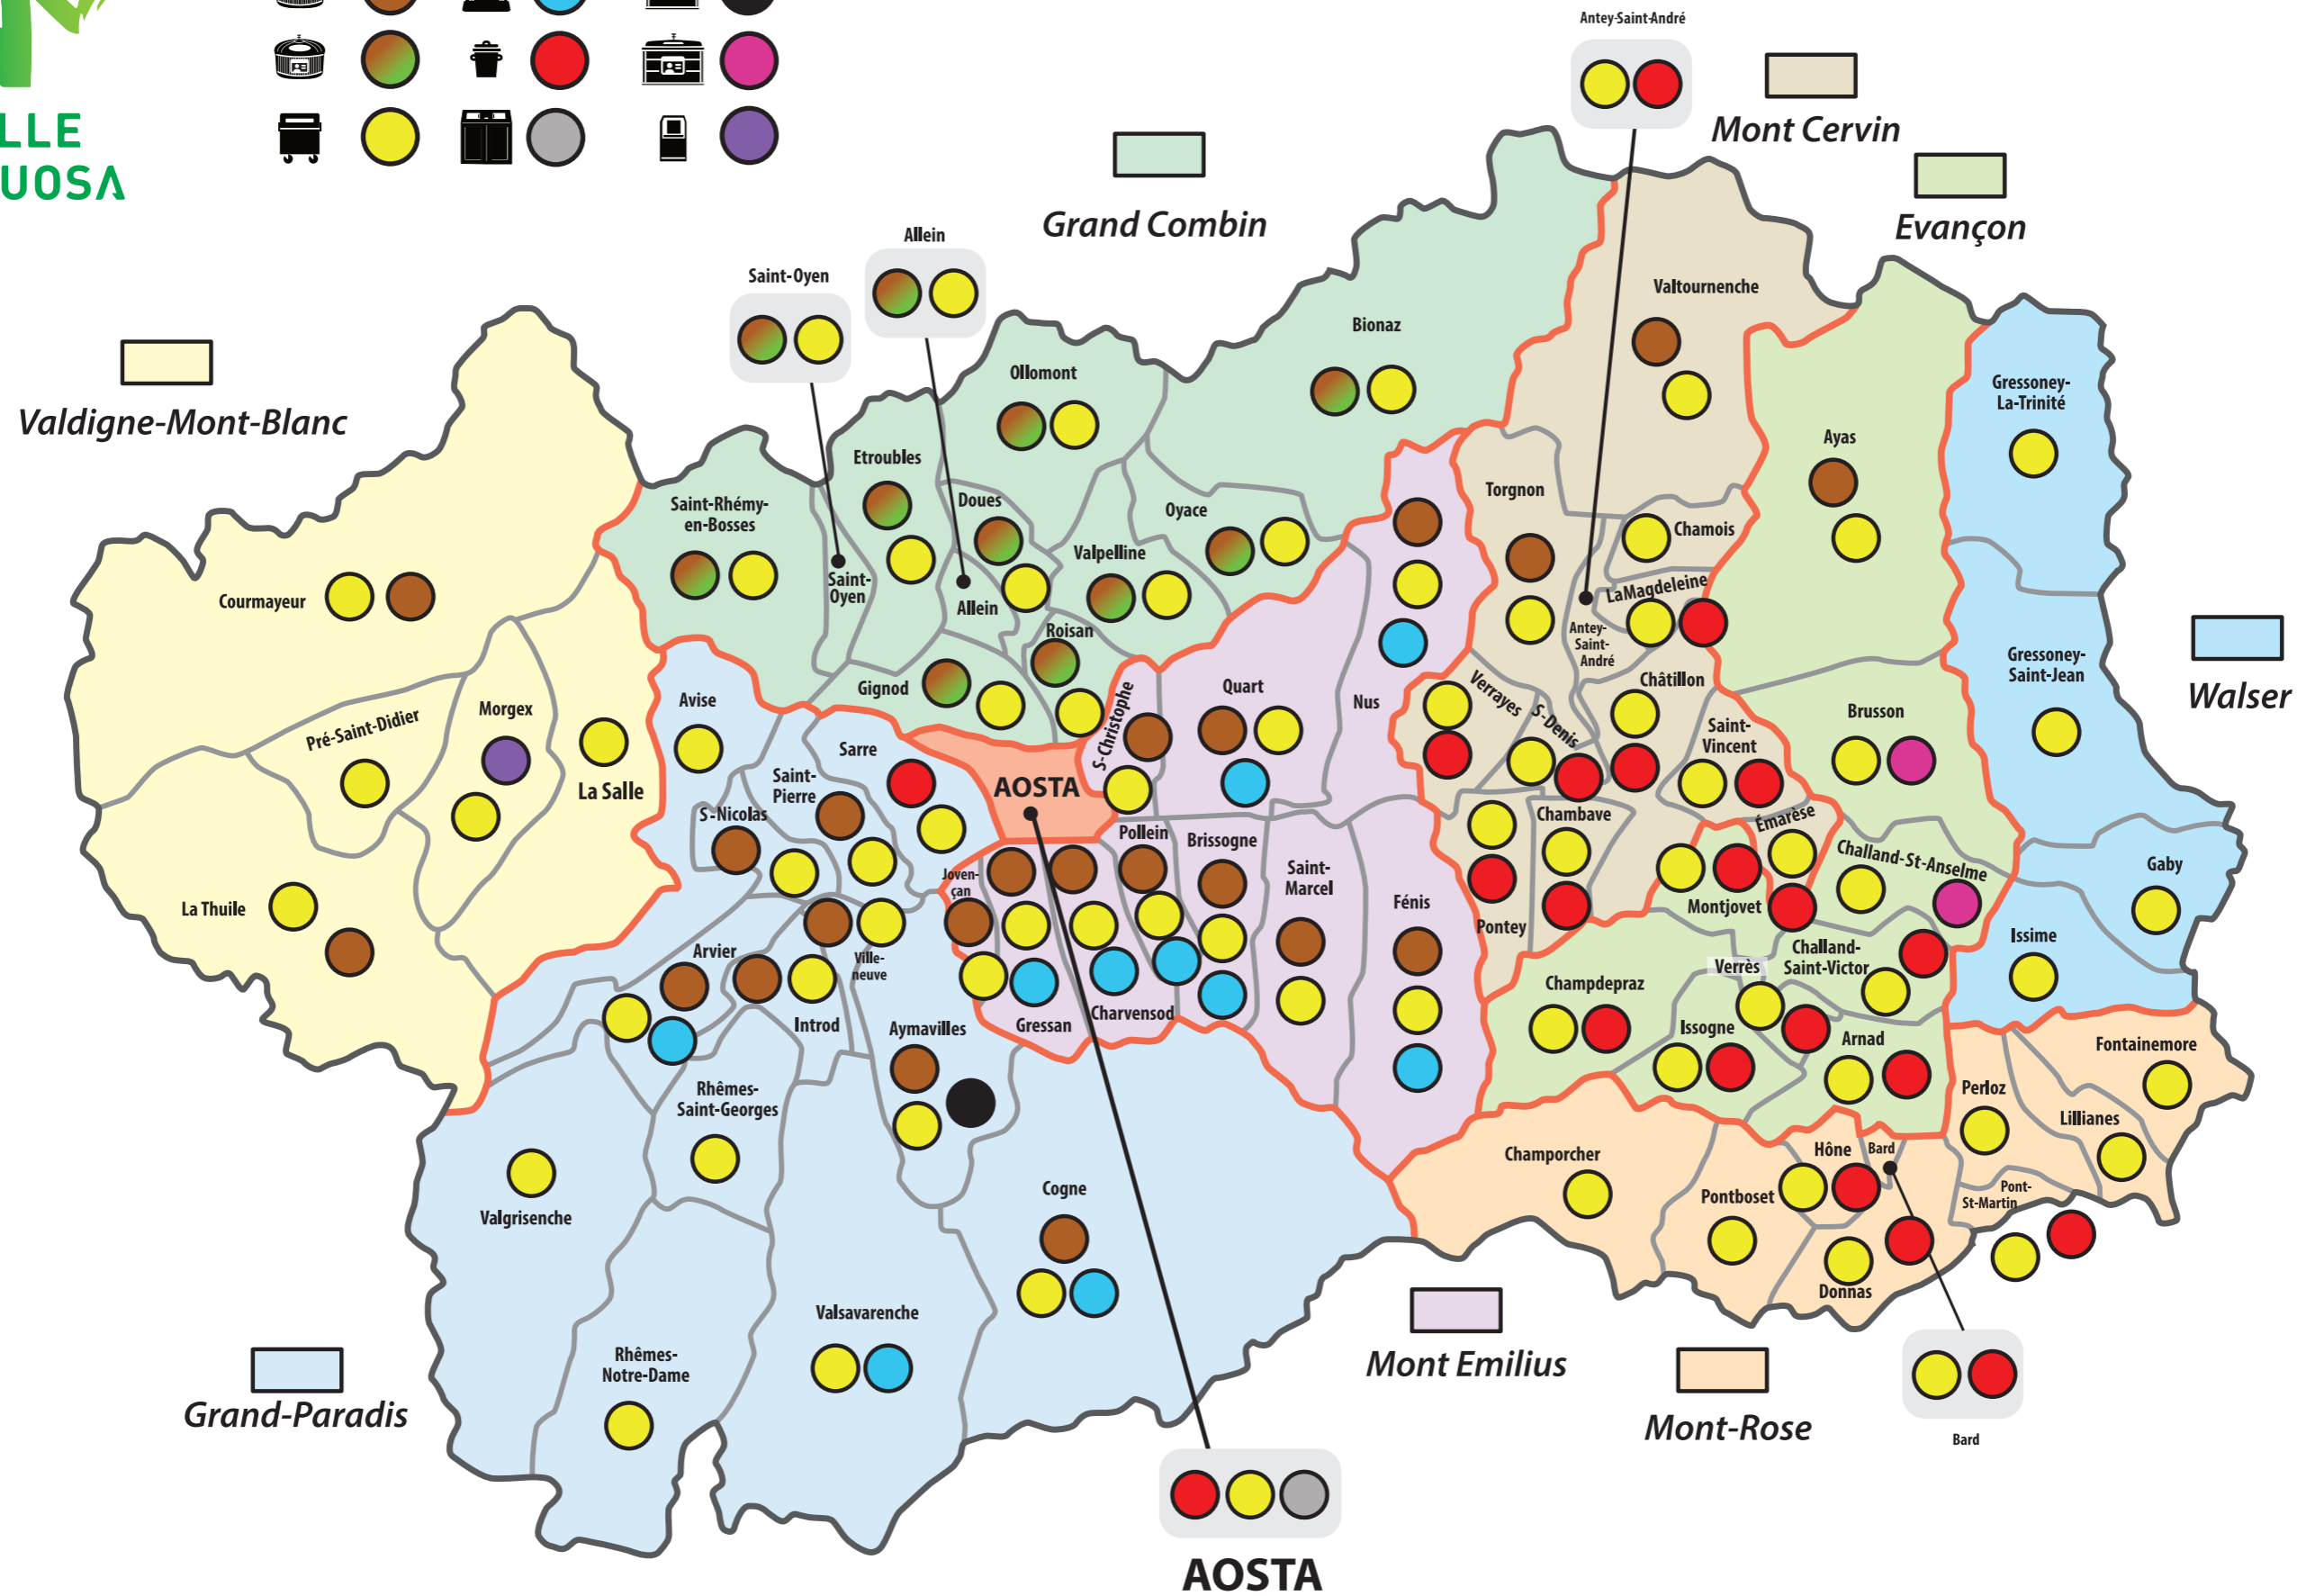 LLE
UOSA
Antey-Saint-André
Mont Cervin
Evançon
Grand Combin
Allein
Saint-Oyen
Valtournenche
Bionaz
Ollomont
Valdigne-Mont-Blanc
Gressoney-
La-Trinité
Ayas
Etroubles
Saint-Rhémy-
en-Bosses
Doues
Oyace
Torgnon
Chamois
Valpelline
Courmayeur
Saint-
Oyen
Allein
LaMagdeleine
Antey-
Saint-
André
Roisan
Gressoney-
Saint-Jean
Walser
Gignod
Avise
Morgex
Pré-Saint-Didier
La Salle
S-Christophe
Quart
Nus
Verrayes
S-Denis
Châtillon
Saint-
Vincent
Brusson
Sarre
Saint-
Pierre
S-Nicolas
AOSTA
Pollein
Brissogne
Saint-
Marcel
Fénis
Chambave
Émarèse
Challand-St-Anselme
Gaby
Joven-
çan
La Thuile
Montjovet
Pontey
Issime
Arvier
Ville-
neuve
Introd
Aymavilles
Gressan
Charvensod
Champdepraz
Verrès
Challand-
Saint-Victor
Issogne
Arnad
Fontainemore
Perloz
Lillianes
Rhêmes-
Saint-Georges
Champorcher
Hône
Bard
Pontboset
Pont-
St-Martin
Donnas
Valgrisenche
Cogne
Valsavarenche
Rhêmes-
Notre-Dame
Grand-Paradis
Mont Emilius
Mont-Rose
Bard
AOSTA